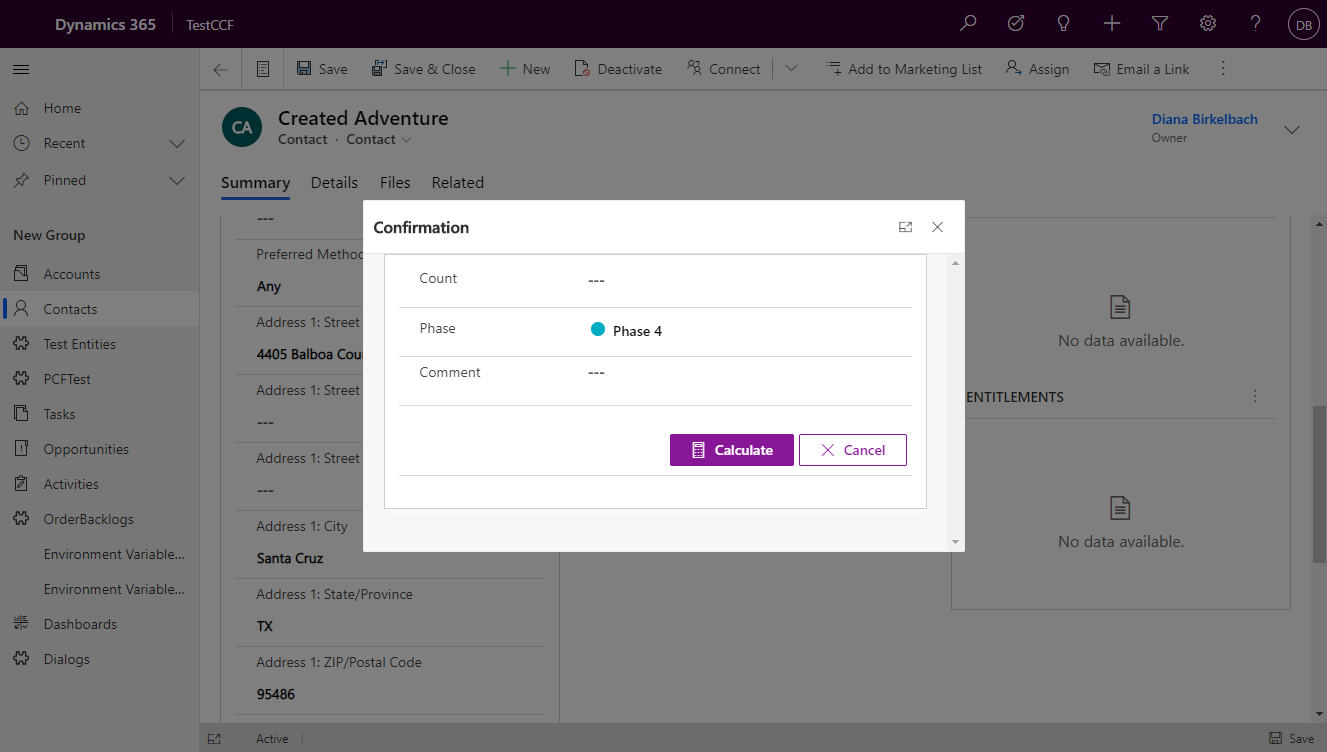 Dynamics 365
TestCCF
DB
Save
Save & Close
New
Deactivate
Connect
Add to Marketing List
Assign
Email a Link
Home
Recent
Pinned
New Group
Accounts
Contacts
Test Entities
PCFTest
Tasks
Opportunities
Activities
OrderBacklogs
Environment Variable...
Environment Variable...
Dashboards
Dialogs
CA
Created Adventure
Contact · Contact
Diana Birkelbach
Owner
Summary
Details
Files
Related
---
Preferred Method
Any
Address 1: Street
4405 Balboa Cou
Address 1: Street
---
Address 1: Street
---
Address 1: City
Santa Cruz
Address 1: State/Province
TX
Address 1: ZIP/Postal Code
95486
Confirmation
Count
---
Phase
Phase 4
Comment
---
Calculate
Cancel
No data available.
ENTITLEMENTS
No data available.
Active
Save